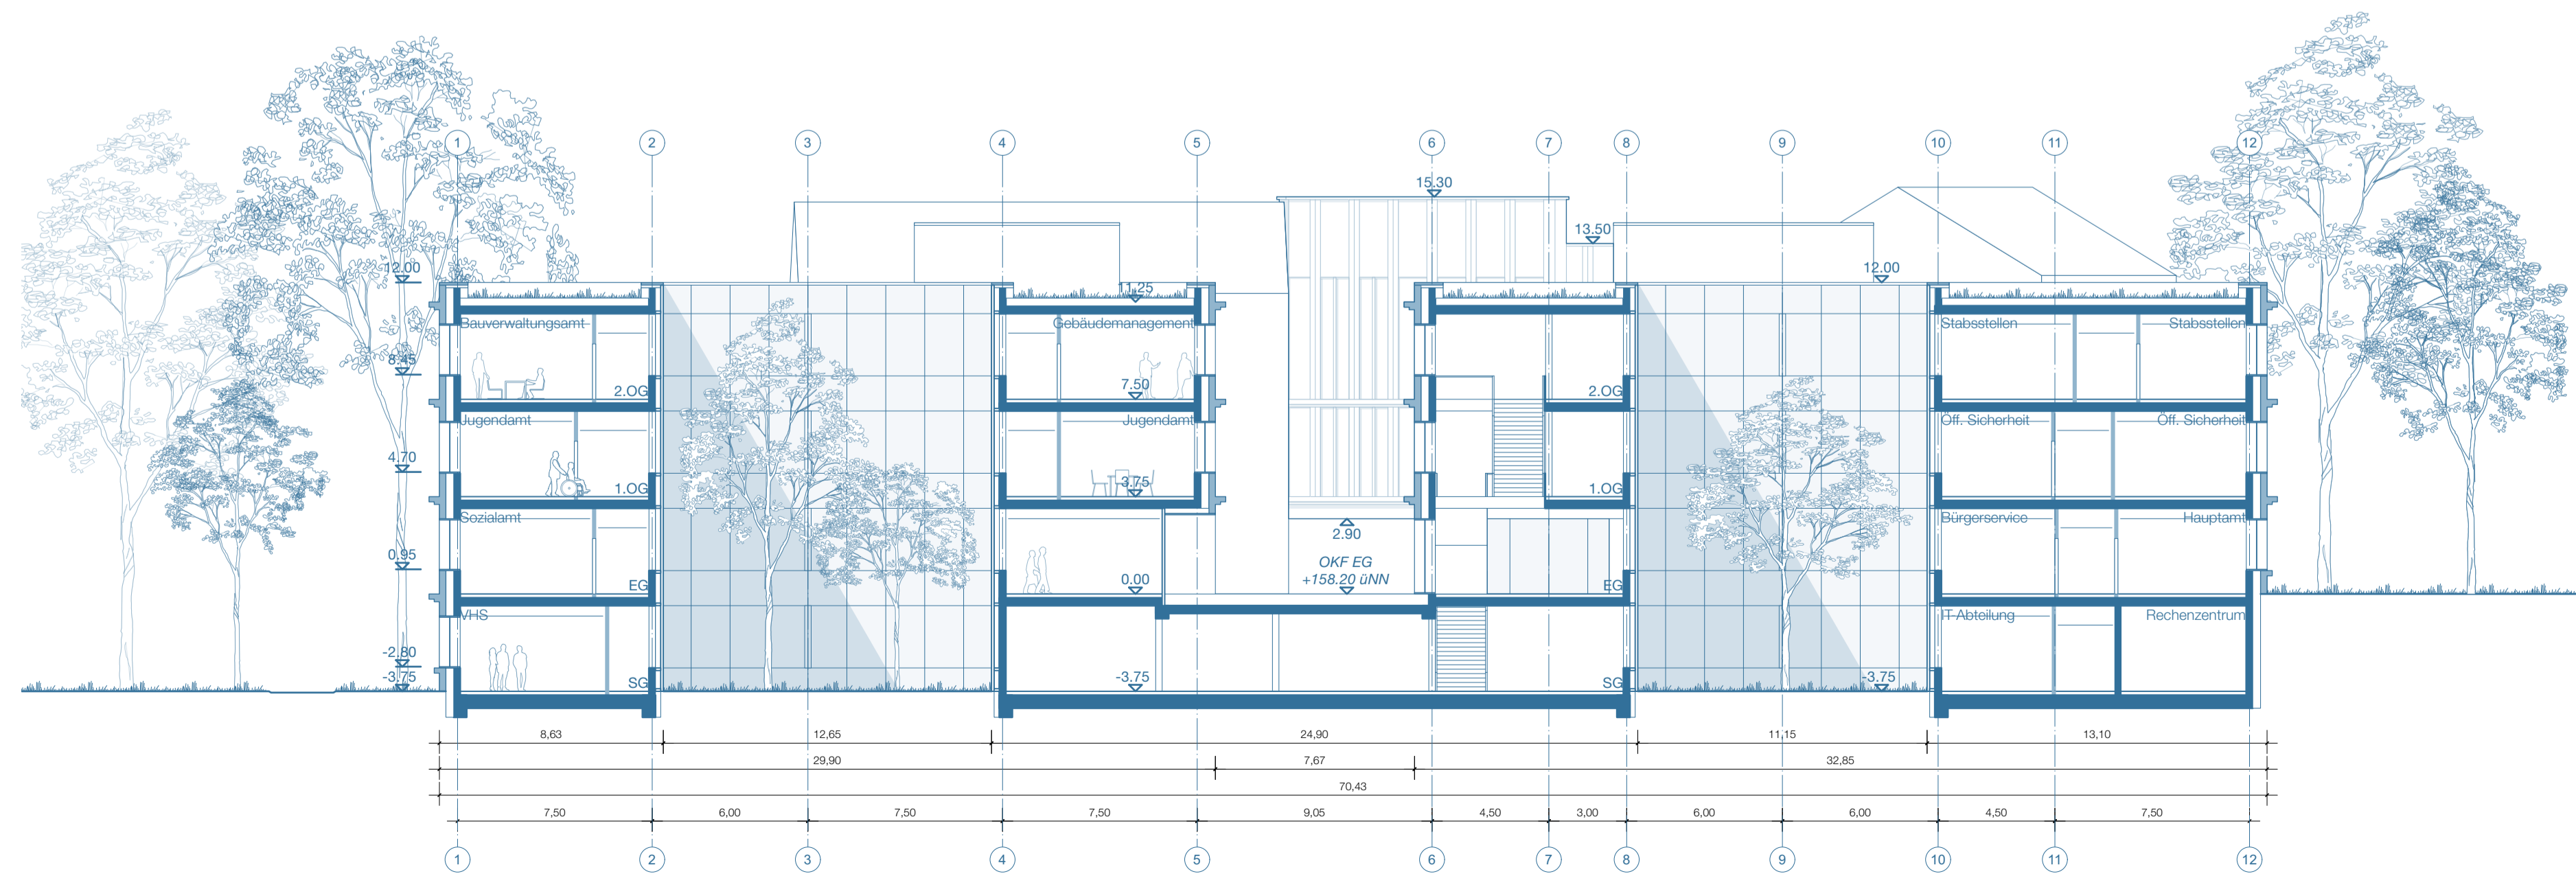 1 2 3 4 5 6 7 8 9 10 11 12
15.30
13.50
12.00
12.00
11.25
Bauverwaltungsamt
Gebäudemanagement
Stabsstellen
Stabsstellen
8.45
7.50
2.OG
2.OG
Jugendamt
Jugendamt
Öff. Sicherheit
Öff. Sicherheit
4.70
3.75
1.OG
1.OG
Sozialamt
Bürgerservice
Hauptamt
2.90
0.95
OKF EG
+158.20 üNN
0.00
EG
EG
VHS
IT-Abteilung
Rechenzentrum
-2.80
-3.75
-3.75
-3.75
SG
SG
8,63 12,65 24,90 11,15 13,10
29,90 7,67 32,85
70,43
7,50 6,00 7,50 7,50 9,05 4,50 3,00 6,00 6,00 4,50 7,50
1 2 3 4 5 6 7 8 9 10 11 12